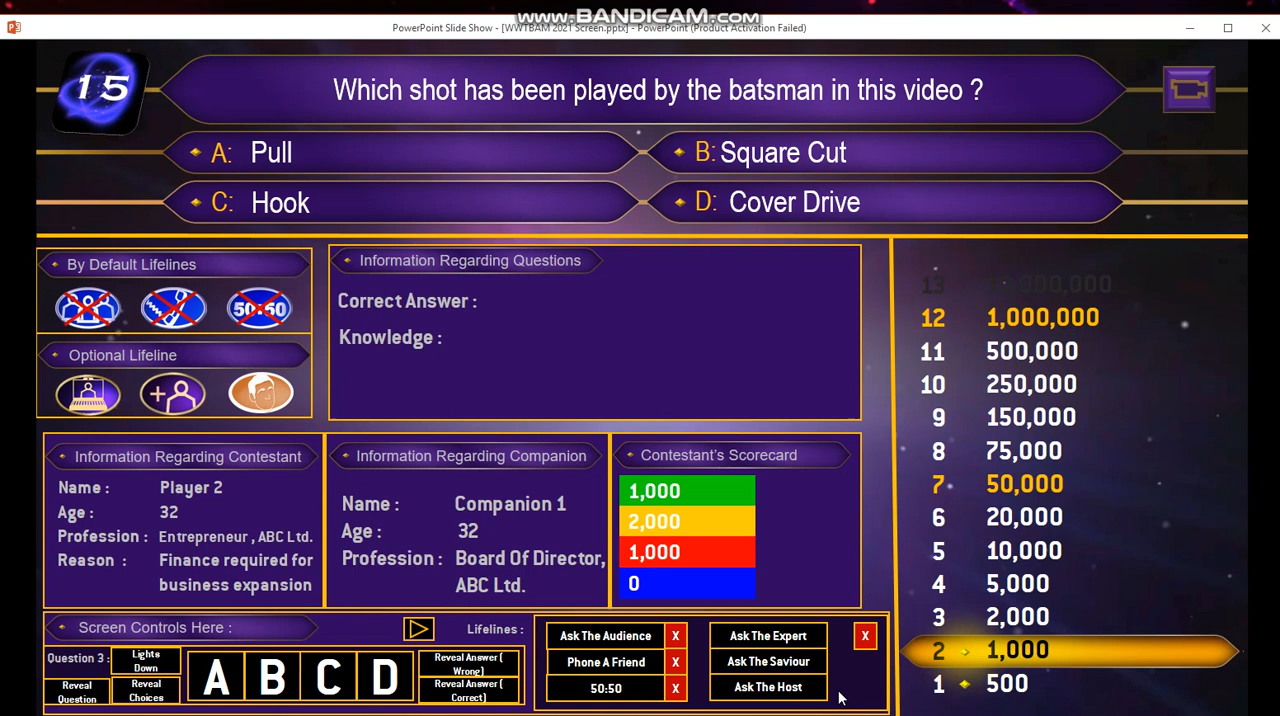 www.BANDICAM.com
PowerPoint Slide Show - [WWTBAM 2021 Screen.pptx] - PowerPoint (Product Activation Failed)
15
Which shot has been played by the batsman in this video ?
A: Pull
B: Square Cut
C: Hook
D: Cover Drive
By Default Lifelines
50:50
Optional Lifeline
Information Regarding Questions
Correct Answer :
Knowledge :
Information Regarding Contestant
Name : Player 2
Age : 32
Profession : Entrepreneur , ABC Ltd.
Reason : Finance required for
business expansion
Information Regarding Companion
Name : Companion 1
Age : 32
Profession : Board Of Director,
ABC Ltd.
Contestant's Scorecard
1,000
2,000
1,000
0
13
12 1,000,000
11 500,000
10 250,000
9 150,000
8 75,000
7 50,000
6 20,000
5 10,000
4 5,000
3 2,000
2 1,000
1 500
Screen Controls Here :
Lifelines :
Question 3 :
Lights
Down
Reveal
Question
Reveal
Choices
A B C D
Reveal Answer (
Wrong)
Reveal Answer (
Correct)
Ask The Audience X
Phone A Friend X
50:50 X
Ask The Expert
Ask The Saviour
Ask The Host
X